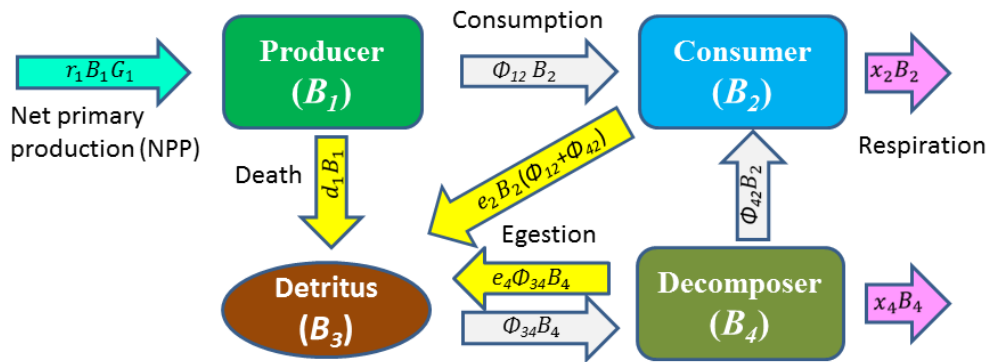 Consumption
Producer
(B₁)
Consumer
(B₂)
r₁B₁G₁
Φ₁₂ B₂
x₂B₂
Net primary
production (NPP)
Respiration
Death
d₁B₁
e₂B₂(Φ₁₂+Φ₄₂)
Φ₄₂B₂
Egestion
Detritus
(B₃)
e₄Φ₃₄B₄
Φ₃₄B₄
Decomposer
(B₄)
x₄B₄